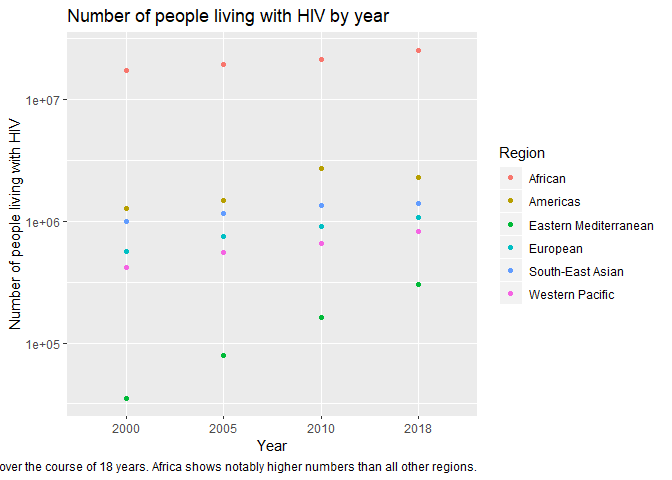 Number of people living with HIV by year
Number of people living with HIV
1e+07
1e+06
1e+05
2000
2005
2010
2018
Year
Region
African
Americas
Eastern Mediterranean
European
South-East Asian
Western Pacific
over the course of 18 years. Africa shows notably higher numbers than all other regions.